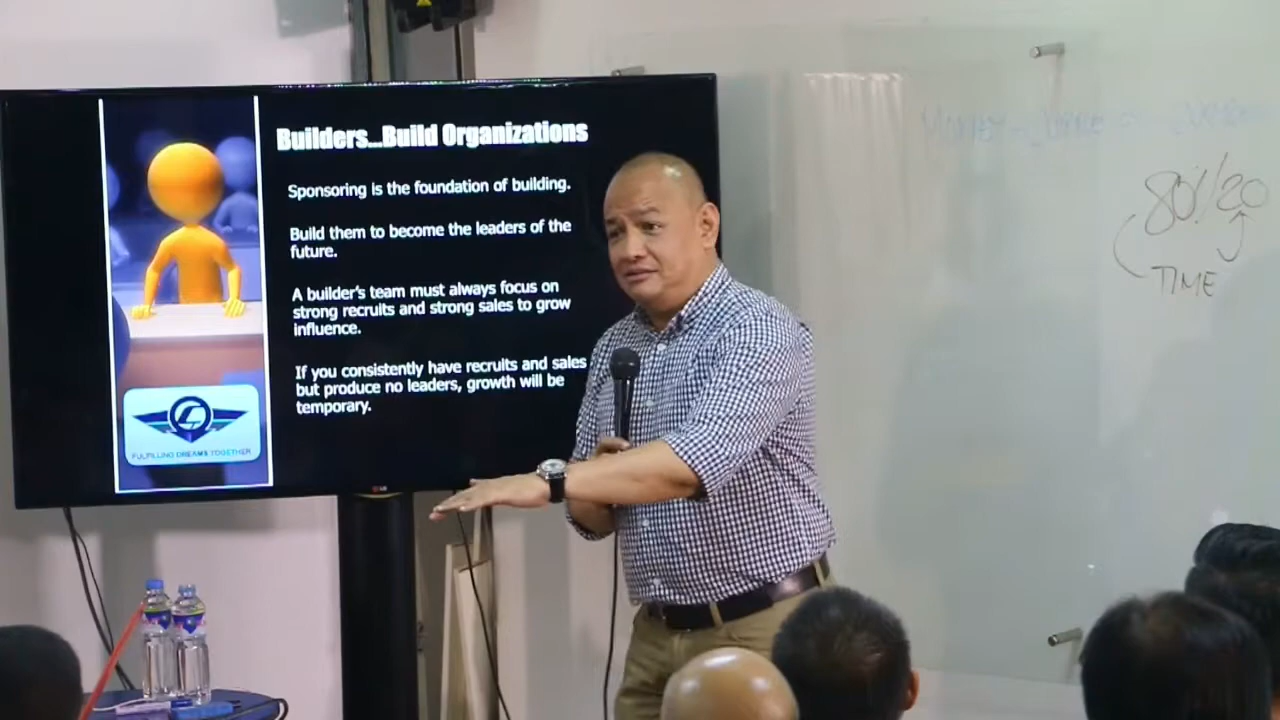 Builders...Build Organizations
Sponsoring is the foundation of building.
Build them to become the leaders of the
future.
A builder's team must always focus on
strong recruits and strong sales to grow
influence.
If you consistently have recruits and sales
but produce no leaders, growth will be
temporary.
FULFILLING DREAMS TOGETHER
80/20
TIME